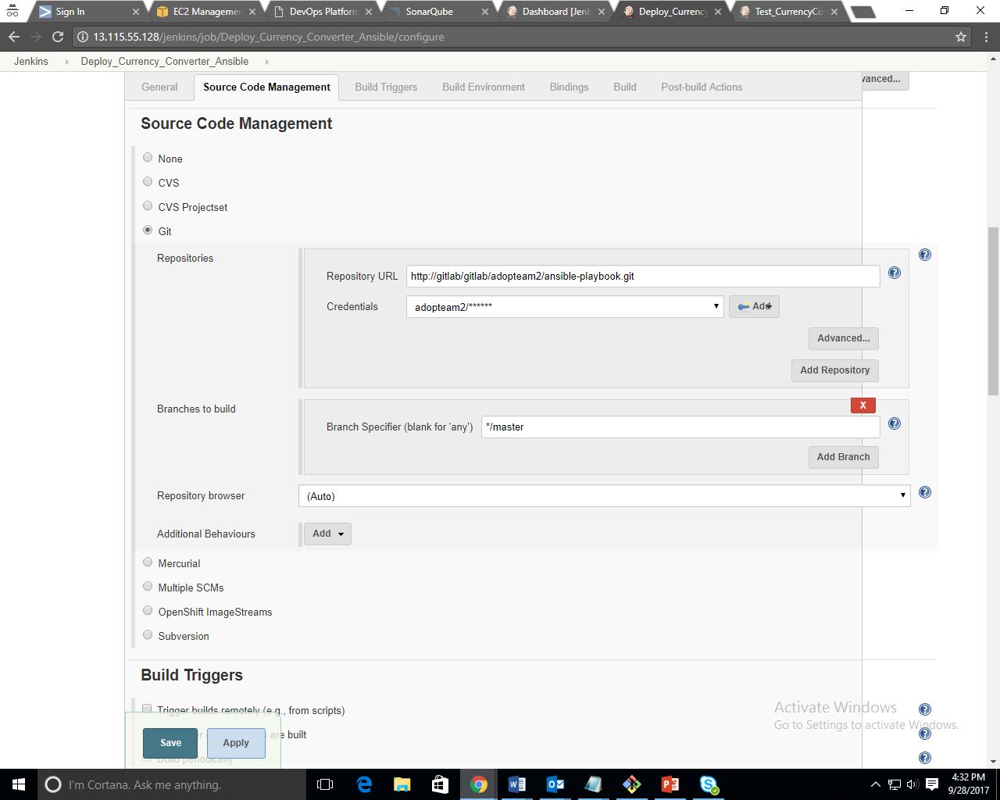 Sign In
EC2 Manageme
DevOps Platforn
SonarQube
Dashboard [Jenk
Deploy_Currency
Test_CurrencyCo
13.115.55.128/jenkins/job/Deploy_Currency_Converter_Ansible/configure
Jenkins
Deploy_Currency_Converter_Ansible
General
Source Code Management
Build Triggers
Build Environment
Bindings
Build
Post-build Actions
vanced...
Source Code Management
None
CVS
CVS Projectset
Git
Repositories
Repository URL
http://gitlab/gitlab/adopteam2/ansible-playbook.git
Credentials
adopteam2/******
Add
Advanced...
Add Repository
Branches to build
X
Branch Specifier (blank for 'any')
*/master
Add Branch
Repository browser
(Auto)
Additional Behaviours
Add
Mercurial
Multiple SCMs
OpenShift ImageStreams
Subversion
Build Triggers
Trigger builds remotely (e.g., from scripts)
are built
Build periodically
Save
Apply
Activate Windows
Go to Settings to activate Windows.
I'm Cortana. Ask me anything.
4:32 PM
9/28/2017